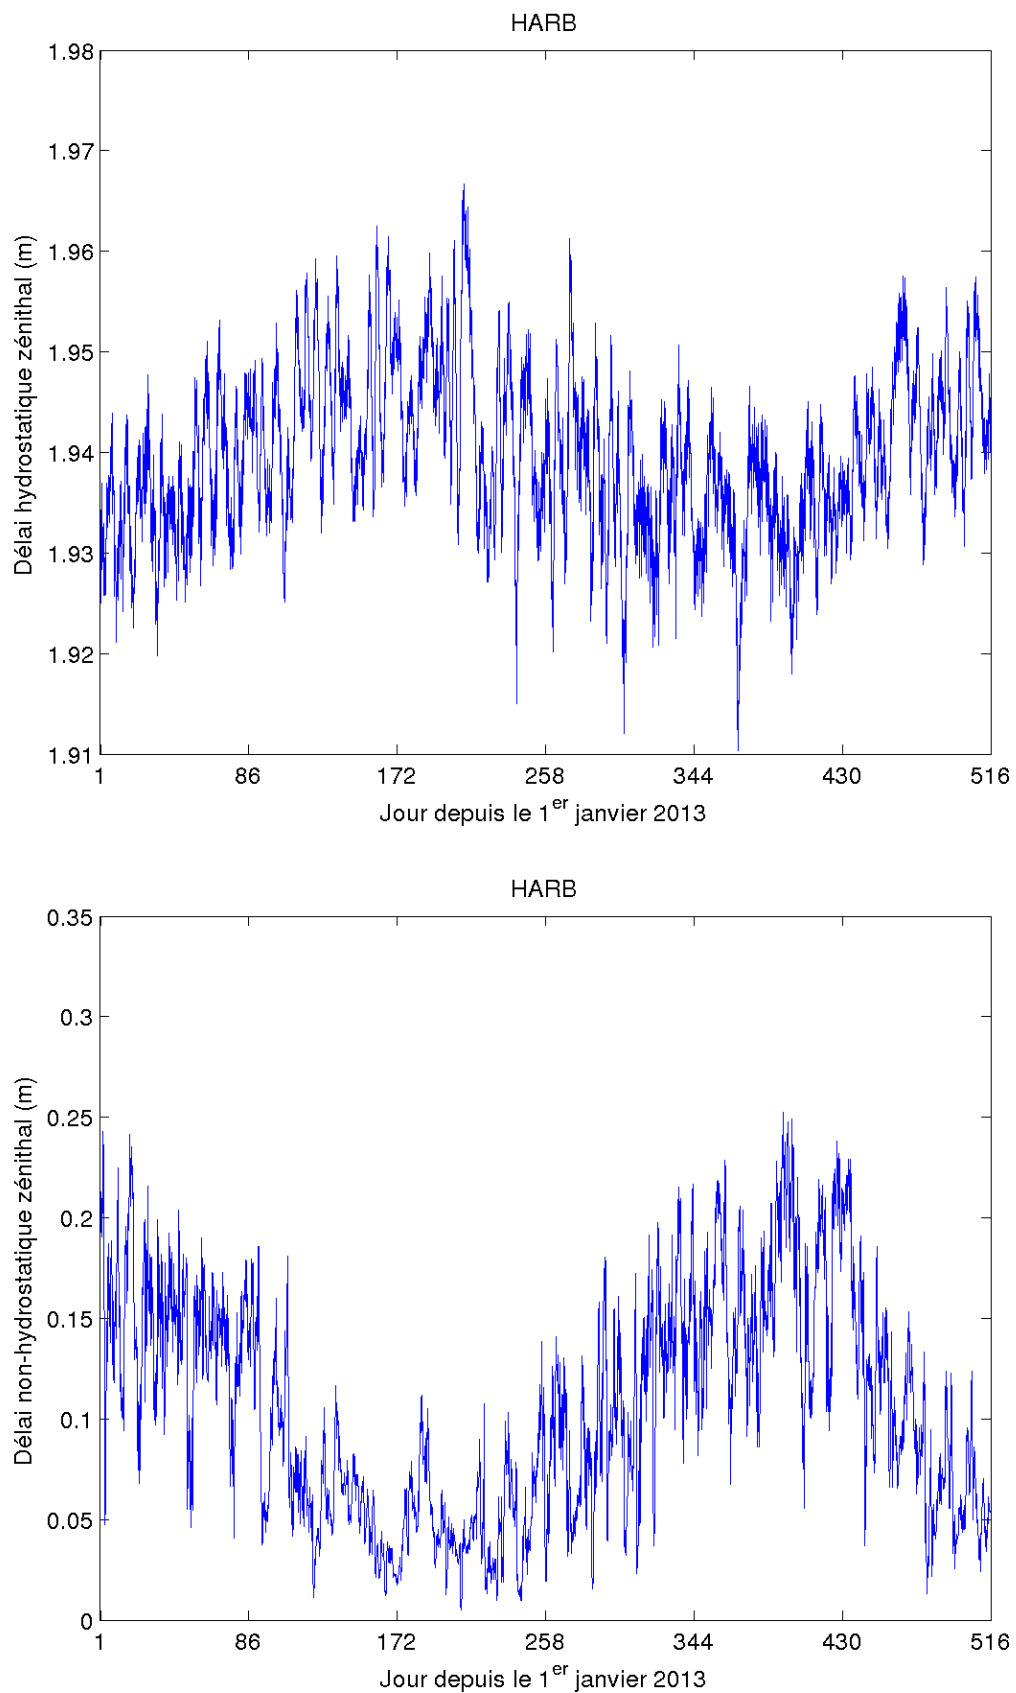 HARB
Délai hydrostatique zénithal (m)
1.98
1.97
1.96
1.95
1.94
1.93
1.92
1.91
1 86 172 258 344 430 516
Jour depuis le 1er janvier 2013
HARB
Délai non-hydrostatique zénithal (m)
0.35
0.3
0.25
0.2
0.15
0.1
0.05
0
1 86 172 258 344 430 516
Jour depuis le 1er janvier 2013